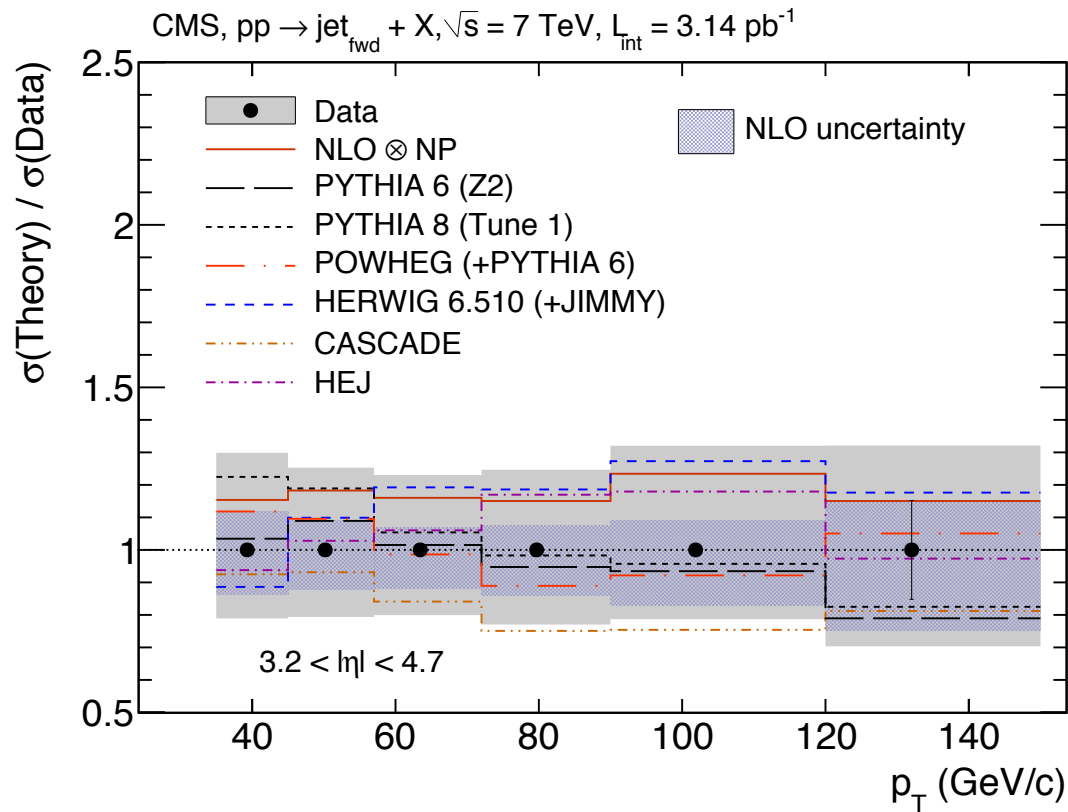 CMS, pp → jet_fwd + X, √s = 7 TeV, L_int = 3.14 pb^-1
σ(Theory) / σ(Data)
2.5
2
1.5
1
0.5
Data
NLO ⊗ NP
PYTHIA 6 (Z2)
PYTHIA 8 (Tune 1)
POWHEG (+PYTHIA 6)
HERWIG 6.510 (+JIMMY)
CASCADE
HEJ
NLO uncertainty
3.2 < |η| < 4.7
40 60 80 100 120 140
p_T (GeV/c)